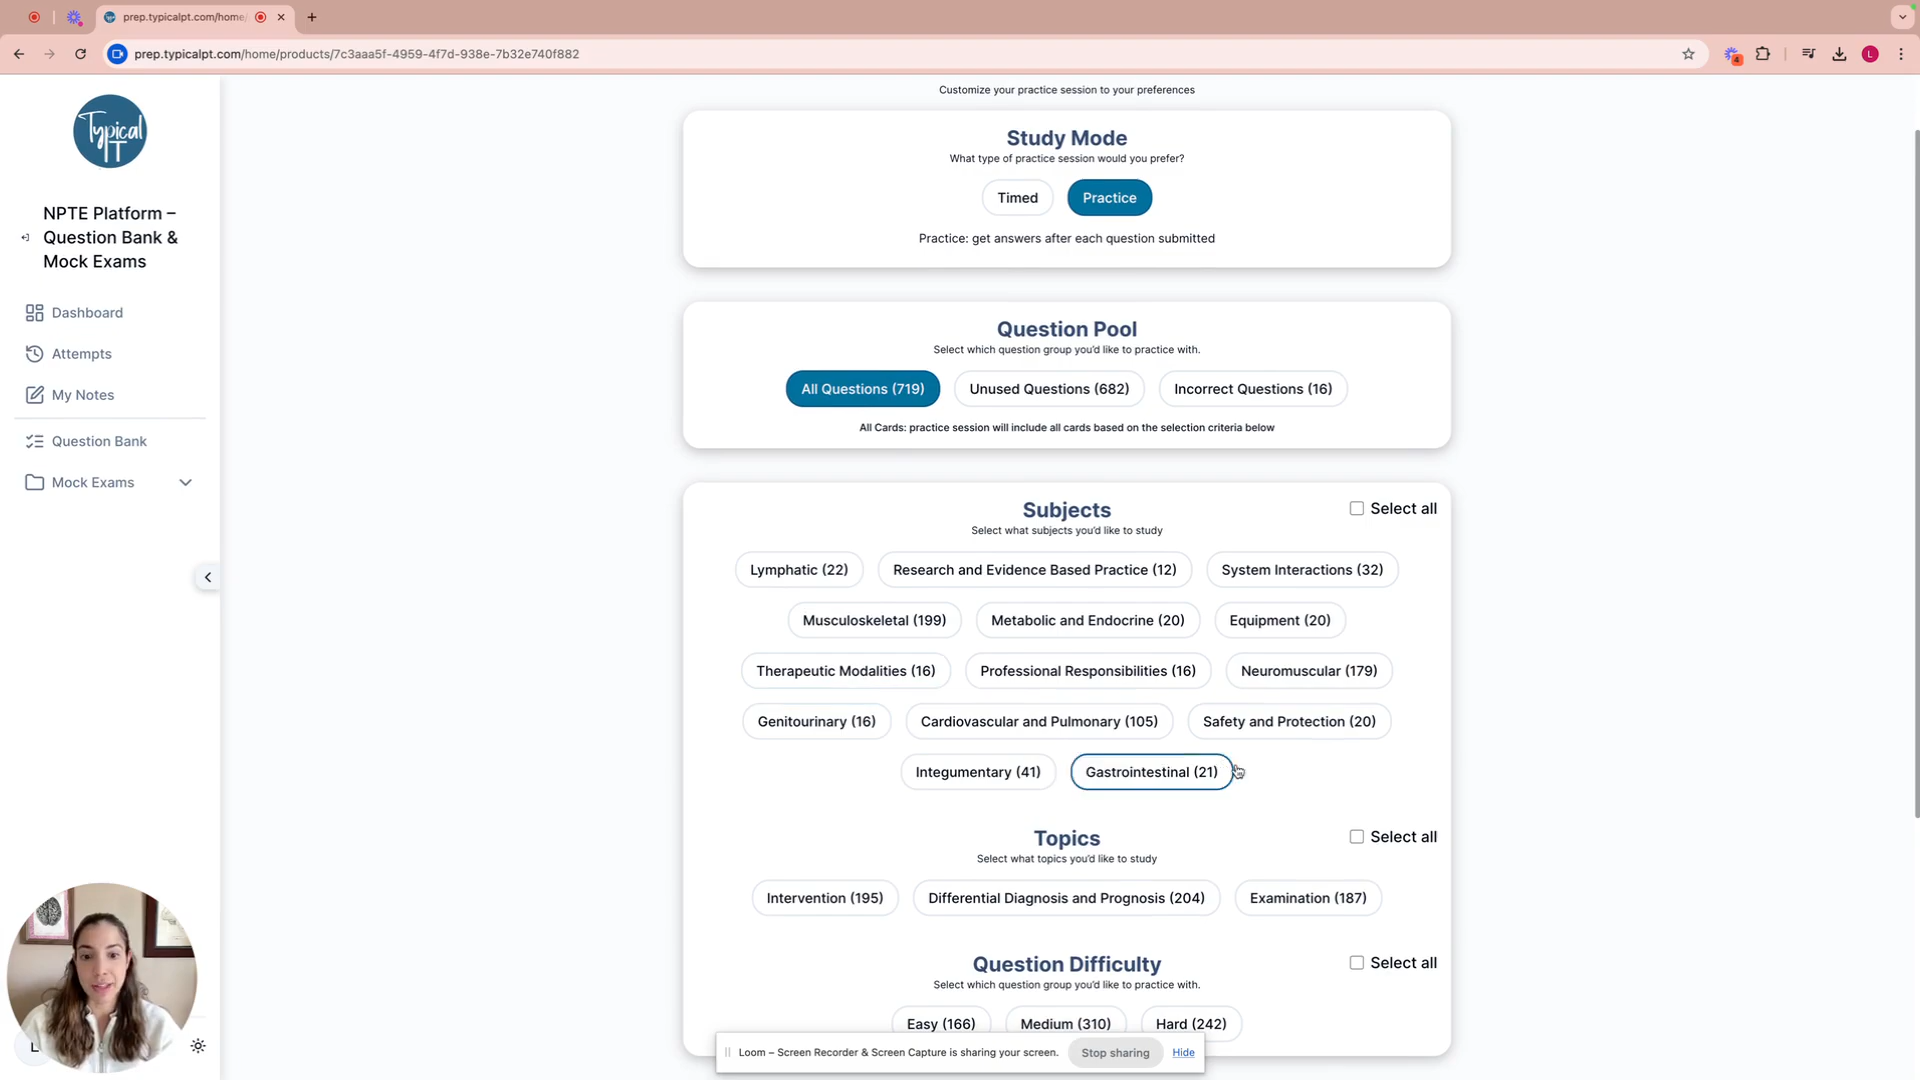 prep.typicalpt.com/home/
prep.typicalpt.com/home/products/7c3aaa5f-4959-4f7d-938e-7b32e740f882
4
L
Typical
PT
NPTE Platform –
Question Bank &
Mock Exams
Dashboard
Attempts
My Notes
Question Bank
Mock Exams
L
Customize your practice session to your preferences
Study Mode
What type of practice session would you prefer?
Timed Practice
Practice: get answers after each question submitted
Question Pool
Select which question group you'd like to practice with.
All Questions (719) Unused Questions (682) Incorrect Questions (16)
All Cards: practice session will include all cards based on the selection criteria below
Subjects Select all
Select what subjects you'd like to study
Lymphatic (22) Research and Evidence Based Practice (12) System Interactions (32)
Musculoskeletal (199) Metabolic and Endocrine (20) Equipment (20)
Therapeutic Modalities (16) Professional Responsibilities (16) Neuromuscular (179)
Genitourinary (16) Cardiovascular and Pulmonary (105) Safety and Protection (20)
Integumentary (41) Gastrointestinal (21)
Topics Select all
Select what topics you'd like to study
Intervention (195) Differential Diagnosis and Prognosis (204) Examination (187)
Question Difficulty Select all
Select which question group you'd like to practice with.
Easy (166) Medium (310) Hard (242)
Loom – Screen Recorder & Screen Capture is sharing your screen. Stop sharing Hide